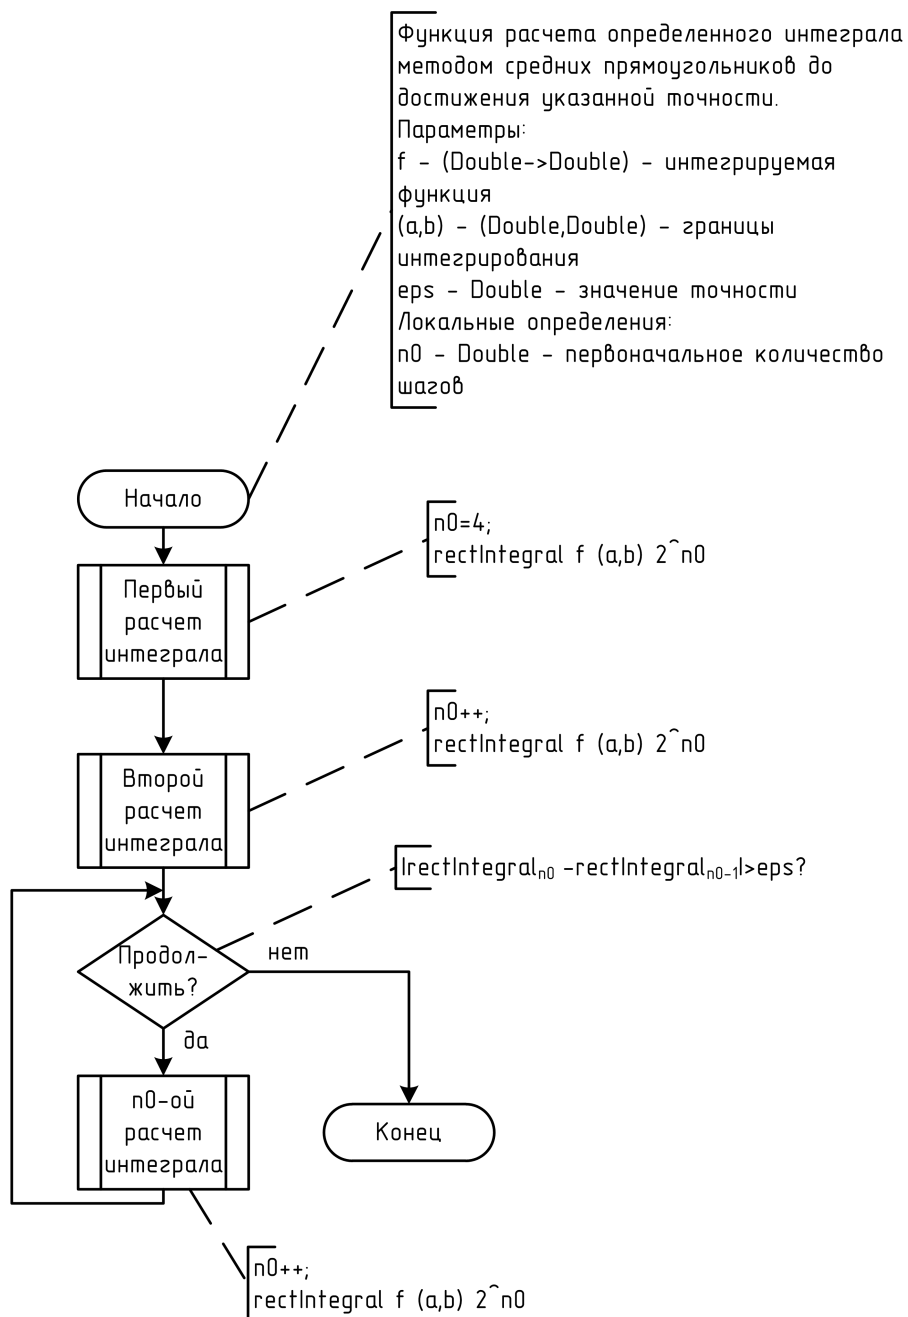 Функция расчета определенного интеграла
методом средних прямоугольников до
достижения указанной точности.
Параметры:
f - (Double->Double) - интегрируемая
функция
(a,b) - (Double,Double) - границы
интегрирования
eps - Double - значение точности
Локальные определения:
n0 - Double - первоначальное количество
шагов
Начало
n0=4;
rectIntegral f (a,b) 2^n0
Первый
расчет
интеграла
n0++;
rectIntegral f (a,b) 2^n0
Второй
расчет
интеграла
|rectIntegralₙ₀ -rectIntegralₙ₀₋₁|>eps?
Продол-
жить?
нет
да
n0-ой
расчет
интеграла
Конец
n0++;
rectIntegral f (a,b) 2^n0